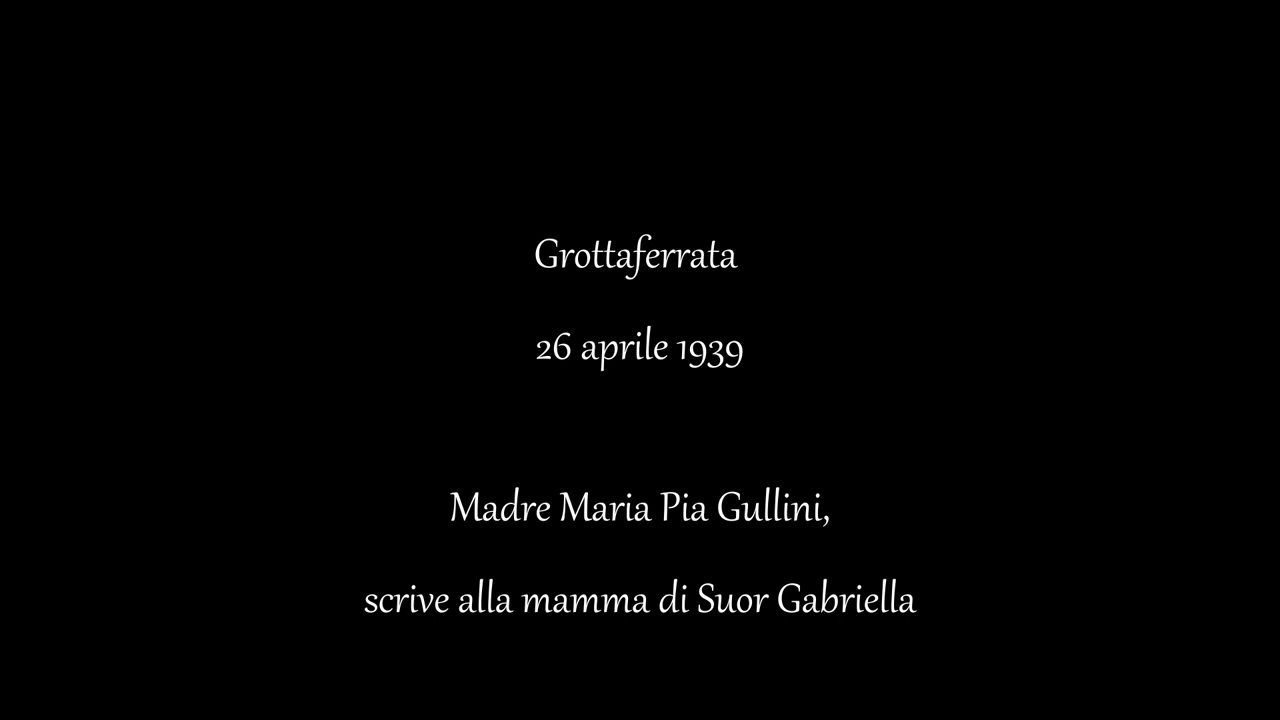 Grottaferrata
26 aprile 1939
Madre Maria Pia Gullini,
scrive alla mamma di Suor Gabriella